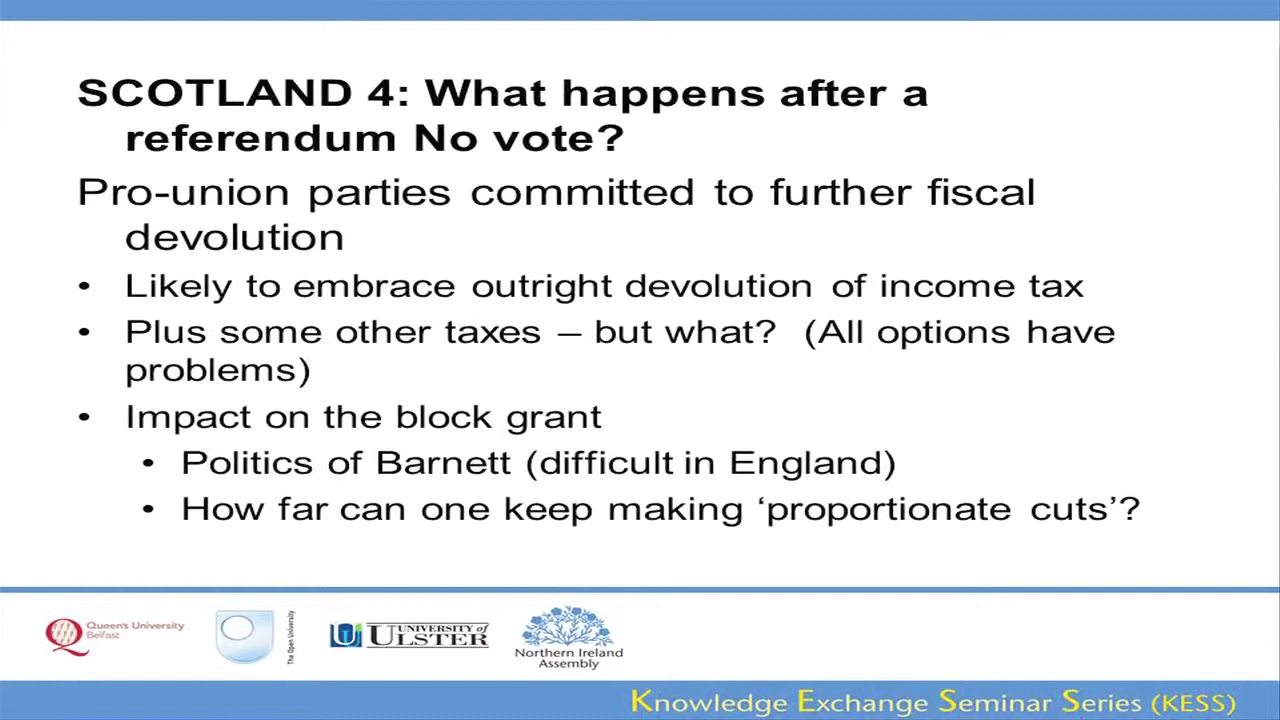 SCOTLAND 4: What happens after a
referendum No vote?
Pro-union parties committed to further fiscal
devolution
• Likely to embrace outright devolution of income tax
• Plus some other taxes – but what? (All options have
problems)
• Impact on the block grant
• Politics of Barnett (difficult in England)
• How far can one keep making ‘proportionate cuts’?
Queen's University
Belfast
The Open University
UNIVERSITY of
ULSTER
Northern Ireland
Assembly
Knowledge Exchange Seminar Series (KESS)